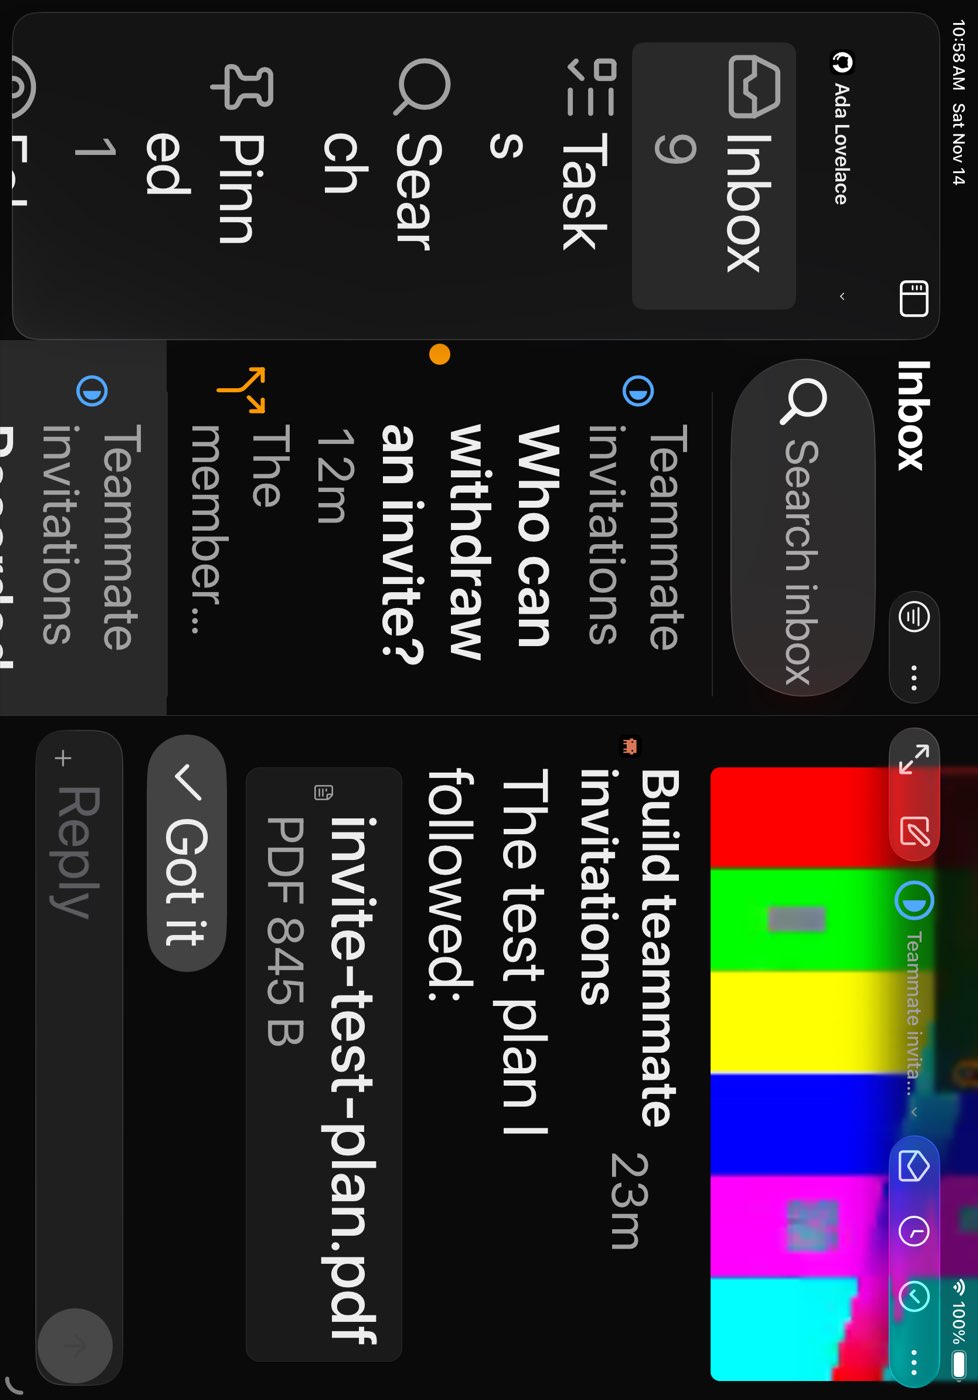 10:58 AM Sat Nov 14
100%
Ada Lovelace
Inbox
9
Task
s
Sear
ch
Pinn
ed
1
Inbox
Search inbox
Teammate
invitations
Who can
withdraw
an invite?
12m
The
member...
Teammate
invitations
Teammate invita...
Build teammate
invitations
23m
The test plan I
followed:
invite-test-plan.pdf
PDF 845 B
Got it
Reply